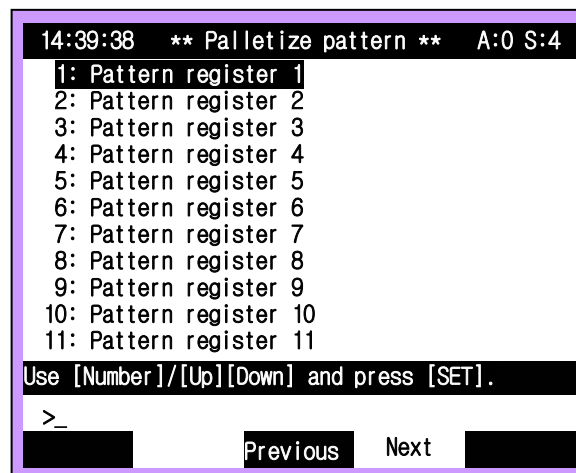 14:39:38 ** Palletize pattern ** A:0 S:4
1: Pattern register 1
2: Pattern register 2
3: Pattern register 3
4: Pattern register 4
5: Pattern register 5
6: Pattern register 6
7: Pattern register 7
8: Pattern register 8
9: Pattern register 9
10: Pattern register 10
11: Pattern register 11
Use [Number]/[Up][Down] and press [SET].
>_
Previous Next